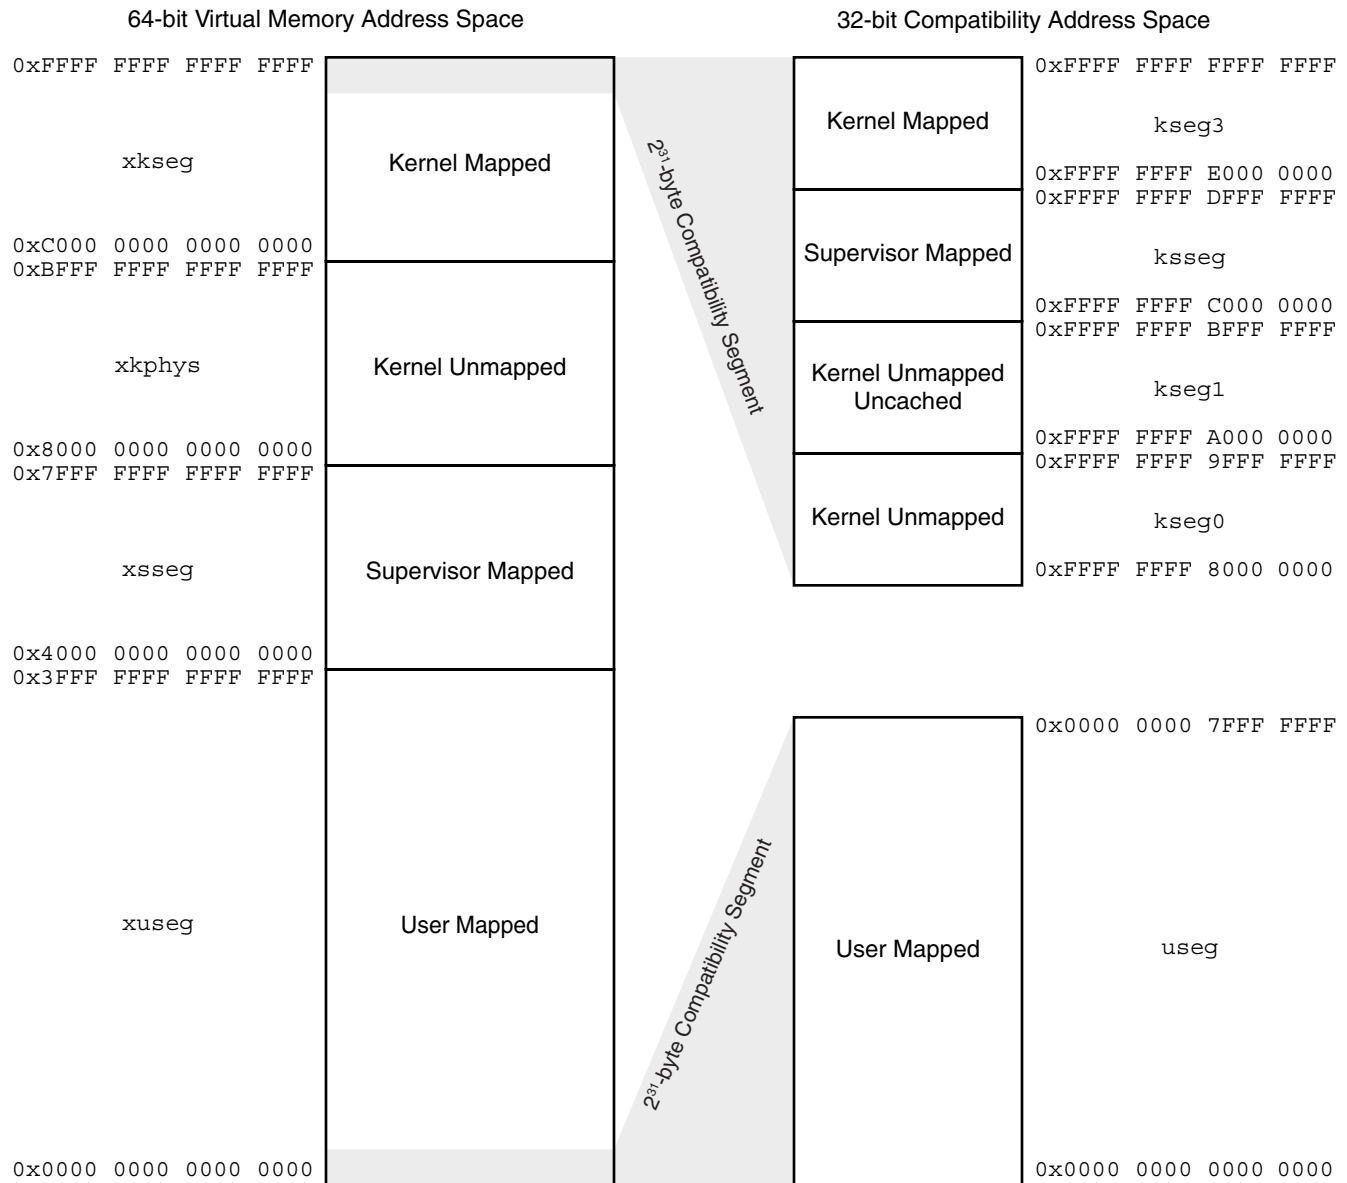 64-bit Virtual Memory Address Space
0xFFFF FFFF FFFF FFFF
xkseg
Kernel Mapped
0xC000 0000 0000 0000
0xBFFF FFFF FFFF FFFF
xkphys
Kernel Unmapped
0x8000 0000 0000 0000
0x7FFF FFFF FFFF FFFF
xsseg
Supervisor Mapped
0x4000 0000 0000 0000
0x3FFF FFFF FFFF FFFF
xuseg
User Mapped
0x0000 0000 0000 0000
2³¹-byte Compatibility Segment
2³¹-byte Compatibility Segment
32-bit Compatibility Address Space
0xFFFF FFFF FFFF FFFF
Kernel Mapped
kseg3
0xFFFF FFFF E000 0000
0xFFFF FFFF DFFF FFFF
Supervisor Mapped
ksseg
0xFFFF FFFF C000 0000
0xFFFF FFFF BFFF FFFF
Kernel Unmapped
Uncached
kseg1
0xFFFF FFFF A000 0000
0xFFFF FFFF 9FFF FFFF
Kernel Unmapped
kseg0
0xFFFF FFFF 8000 0000
0x0000 0000 7FFF FFFF
User Mapped
useg
0x0000 0000 0000 0000